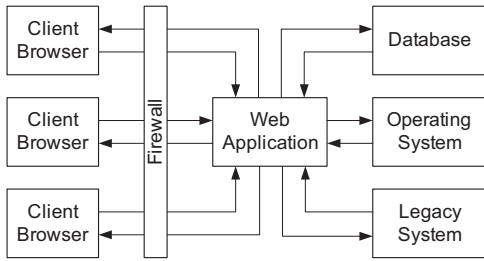 Client
Browser
Database
Client
Browser
Firewall
Web
Application
Operating
System
Client
Browser
Legacy
System